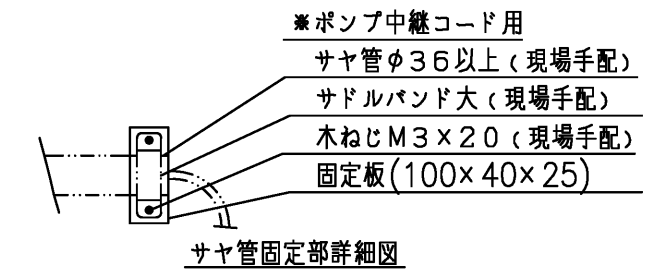 ※ポンプ中継コード用
サヤ管φ36以上(現場手配)
サドルバンド大(現場手配)
木ねじM3×20(現場手配)
固定板(100×40×25)
サヤ管固定部詳細図